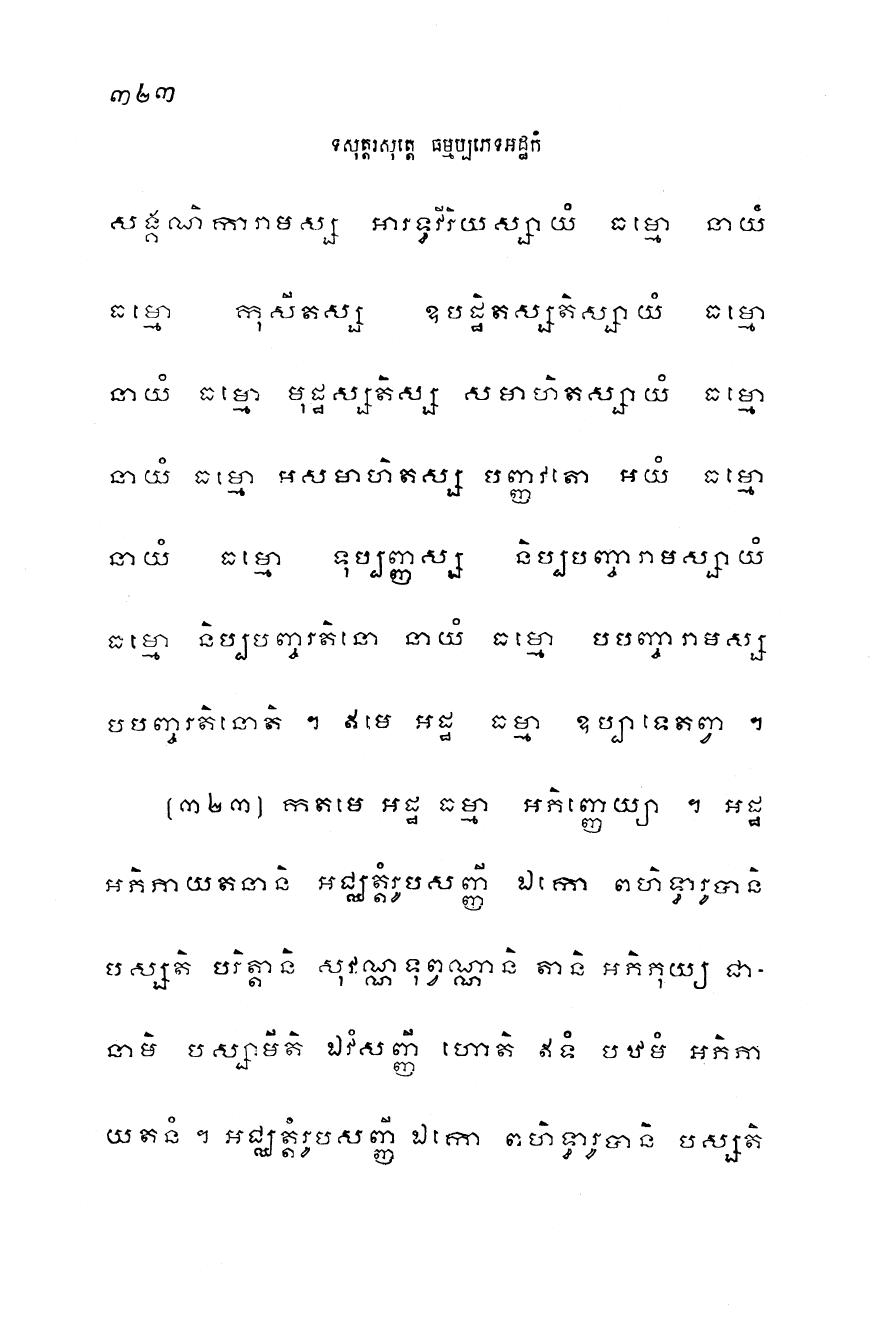 ៣២៣
ទសុត្តរសុត្តេ ធម្មប្បភេទអដ្ឋកំ
សង្គណិការាមស្ស អារទ្ធវីរិយស្សាយំ ធម្មោ នាយំ
ធម្មោ កុសីតស្ស ឧបដ្ឋិតស្សតិស្សាយំ ធម្មោ
នាយំ ធម្មោ មុដ្ឋស្សតិស្ស សមាហិតស្សាយំ ធម្មោ
នាយំ ធម្មោ អសមាហិតស្ស បញ្ញវតោ អយំ ធម្មោ
នាយំ ធម្មោ ទុប្បញ្ញស្ស និប្បបញ្ចារាមស្សាយំ
ធម្មោ និប្បបញ្ចរតិនោ នាយំ ធម្មោ បបញ្ចារាមស្ស
បបញ្ចរតិនោតិ ។ ឥមេ អដ្ឋ ធម្មា ឧប្បាទេតព្វា ។
(៣២៣) កតមេ អដ្ឋ ធម្មា អភិញ្ញេយ្យា ។ អដ្ឋ
អភិភាយតនានិ អជ្ឈត្តំរូបសញ្ញី ឯកោ ពហិទ្ធារូបានិ
បស្សតិ បរិត្តានិ សុវណ្ណទុព្វណ្ណានិ តានិ អភិភុយ្យ ជា-
នាមិ បស្សាមីតិ ឯវំសញ្ញី ហោតិ ឥទំ បឋមំ អភិភា
យតនំ ។ អជ្ឈត្តំរូបសញ្ញី ឯកោ ពហិទ្ធារូបានិ បស្សតិ